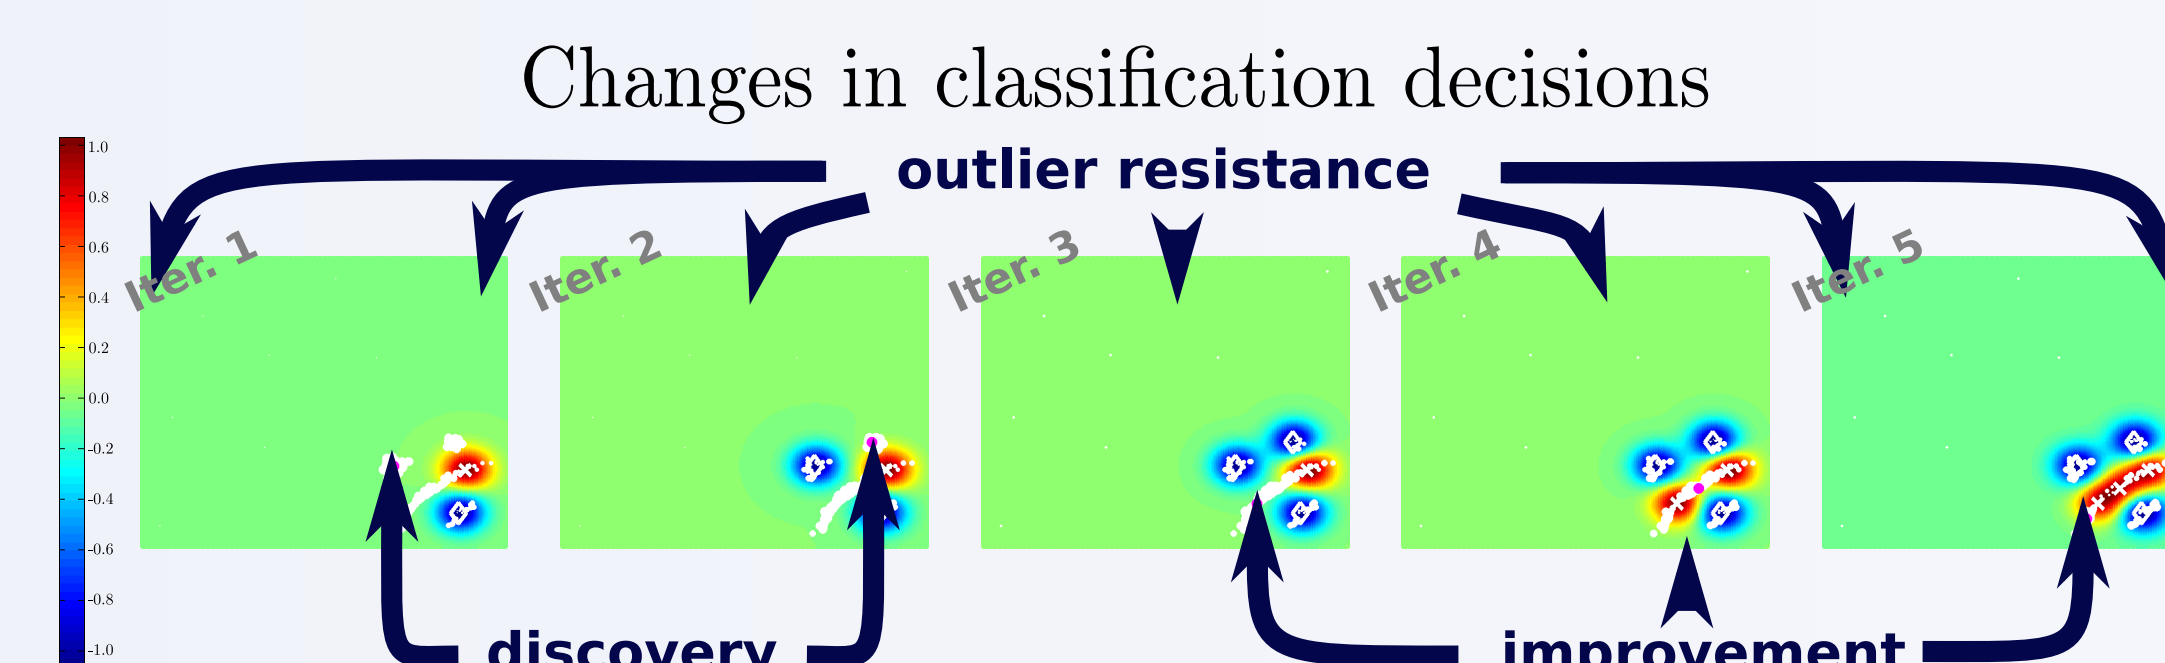 Changes in classification decisions
outlier resistance
Iter. 1
Iter. 2
Iter. 3
Iter. 4
Iter. 5
1.0
0.8
0.6
0.4
0.2
0.0
-0.2
-0.4
-0.6
-0.8
-1.0
discovery
improvement